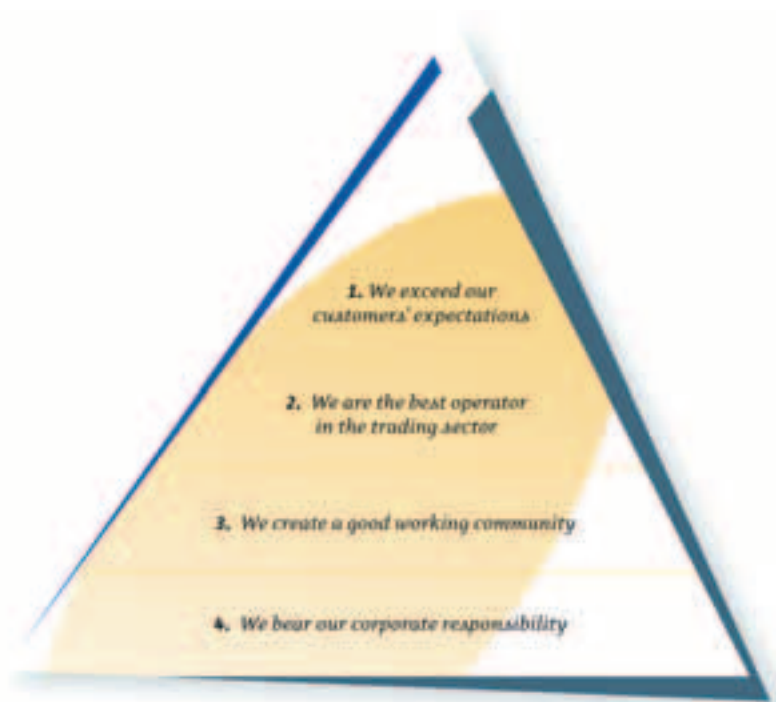 1. We exceed our
customers' expectations
2. We are the best operator
in the trading sector
3. We create a good working community
4. We bear our corporate responsibility